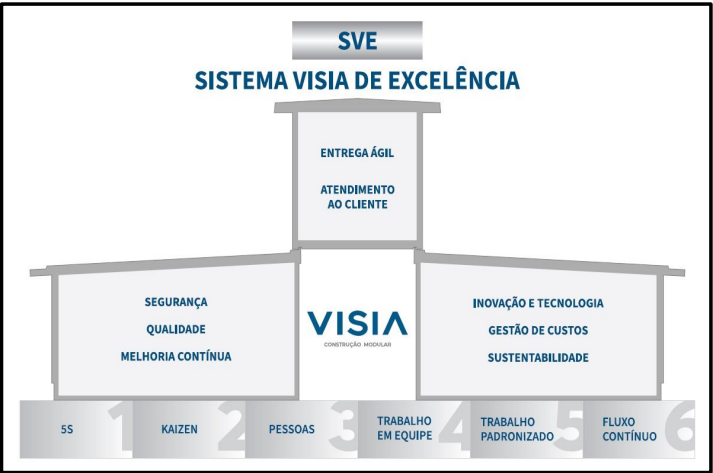 SVE
SISTEMA VISIA DE EXCELÊNCIA
ENTREGA ÁGIL
ATENDIMENTO
AO CLIENTE
SEGURANÇA
QUALIDADE
MELHORIA CONTÍNUA
VISIA
CONSTRUÇÃO MODULAR
INOVAÇÃO E TECNOLOGIA
GESTÃO DE CUSTOS
SUSTENTABILIDADE
5S 1
KAIZEN 2
PESSOAS 3
TRABALHO
EM EQUIPE 4
TRABALHO
PADRONIZADO 5
FLUXO
CONTÍNUO 6